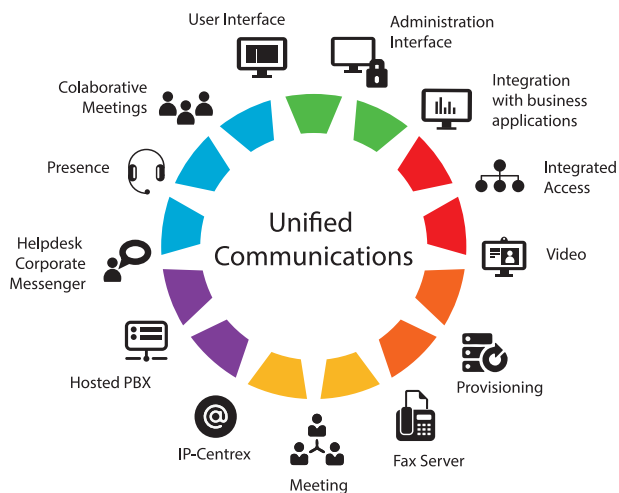 User Interface
Administration
Interface
Colaborative
Meetings
Integration
with business
applications
Presence
Integrated
Access
Unified
Communications
Helpdesk
Corporate
Messenger
Video
Hosted PBX
Provisioning
@
IP-Centrex
Meeting
Fax Server